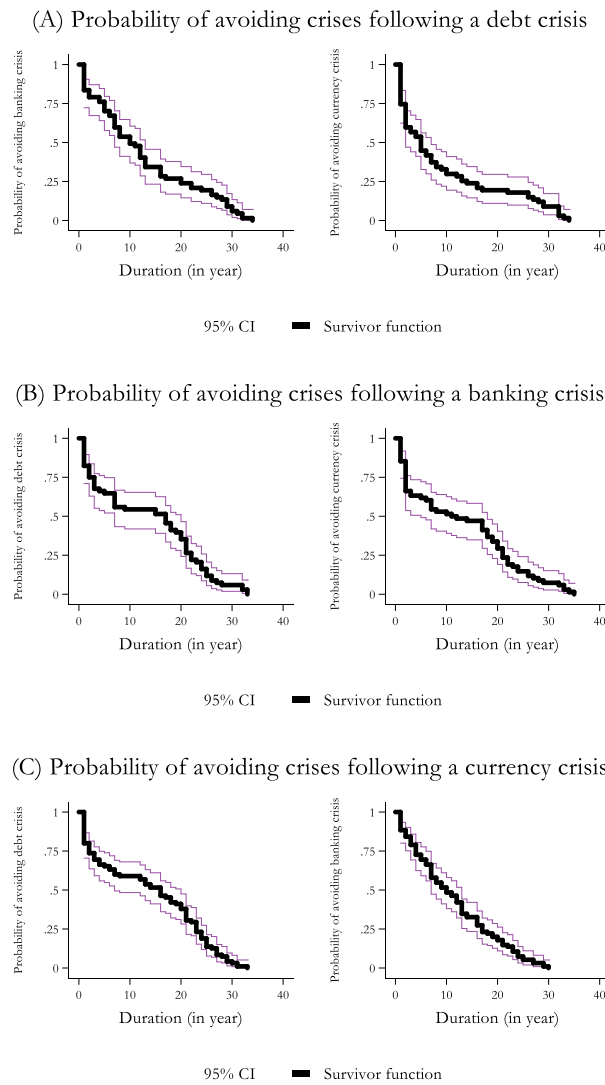 (A) Probability of avoiding crises following a debt crisis
Probability of avoiding banking crisis
1
.75
.5
.25
0
0 10 20 30 40
Duration (in year)
Probability of avoiding currency crisis
1
.75
.5
.25
0
0 10 20 30 40
Duration (in year)
95% CI Survivor function
(B) Probability of avoiding crises following a banking crisis
Probability of avoiding debt crisis
1
.75
.5
.25
0
0 10 20 30 40
Duration (in year)
Probability of avoiding currency crisis
1
.75
.5
.25
0
0 10 20 30 40
Duration (in year)
95% CI Survivor function
(C) Probability of avoiding crises following a currency crisis
Probability of avoiding debt crisis
1
.75
.5
.25
0
0 10 20 30 40
Duration (in year)
Probability of avoiding banking crisis
1
.75
.5
.25
0
0 10 20 30 40
Duration (in year)
95% CI Survivor function